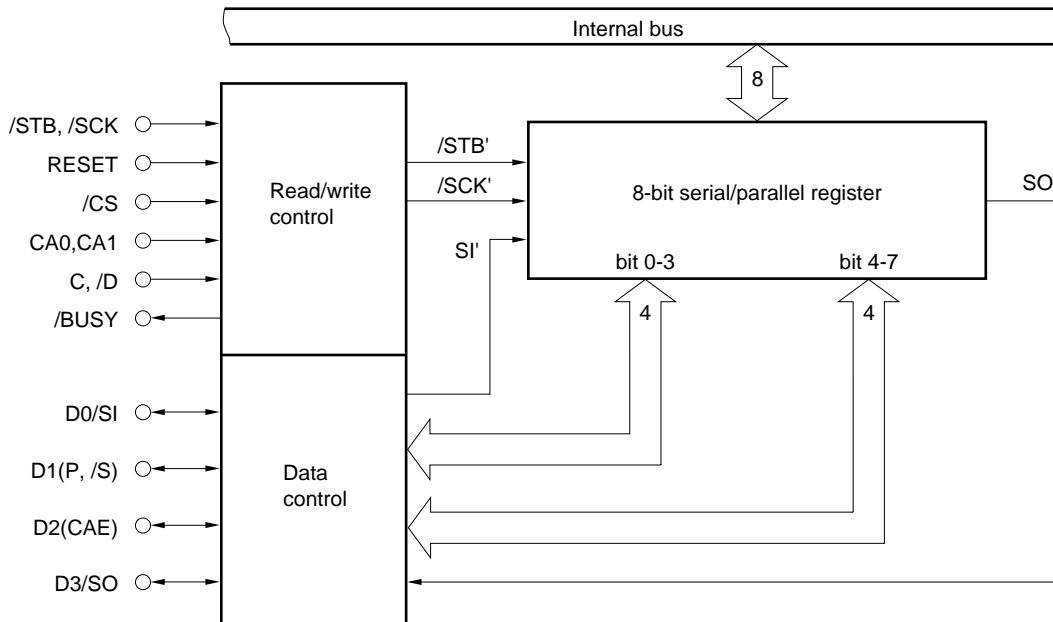 Internal bus
8
/STB, /SCK
RESET
/CS
CA0,CA1
C, /D
/BUSY
Read/write
control
/STB'
/SCK'
SI'
8-bit serial/parallel register
bit 0-3
bit 4-7
SO
4
4
D0/SI
D1(P, /S)
D2(CAE)
D3/SO
Data
control